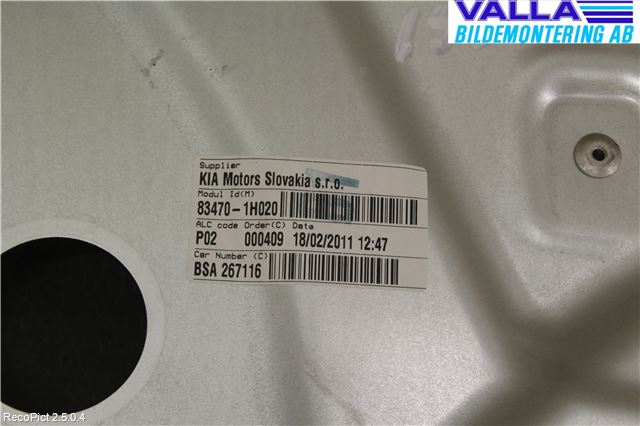 VALLA
BILDEMONTERING AB
Supplier
KIA Motors Slovakia s.r.o.
Modul Id(M)
83470-1H020
ALC code Order(C) Date
P02 000409 18/02/2011 12:47
Car Number (C)
BSA 267116
RecoPict 2.5.0.4